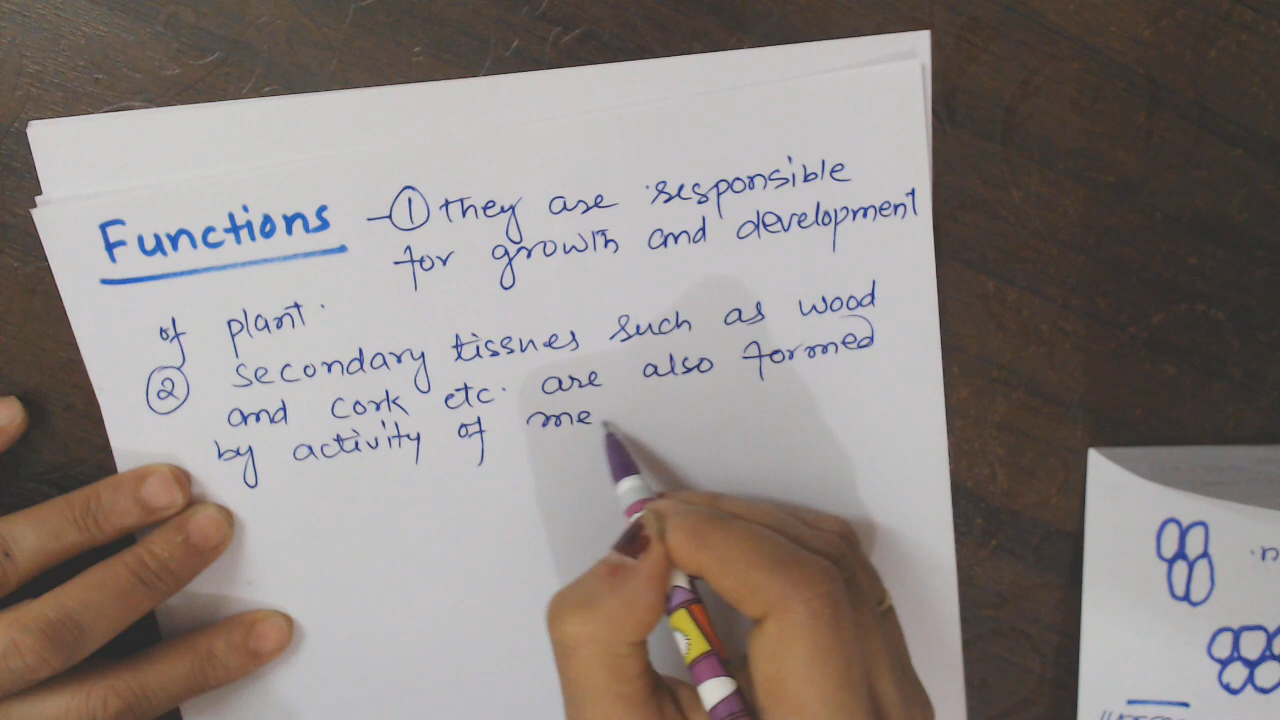 Functions - ① they are responsible
for growth and development
of plant.
② secondary tissues such as wood
and cork etc. are also formed
by activity of me